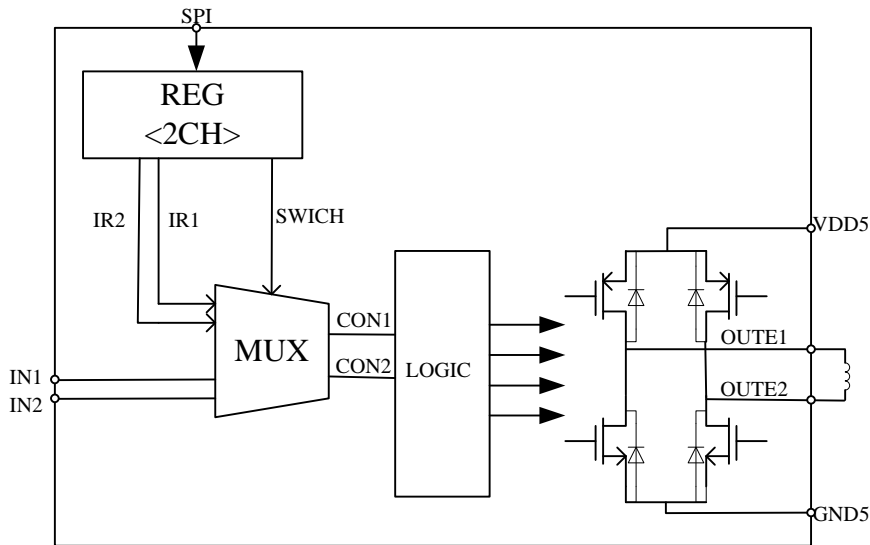 SPI
REG
<2CH>
IR2
IR1
SWICH
VDD5
CON1
OUTE1
MUX
CON2
LOGIC
IN1
OUTE2
IN2
GND5